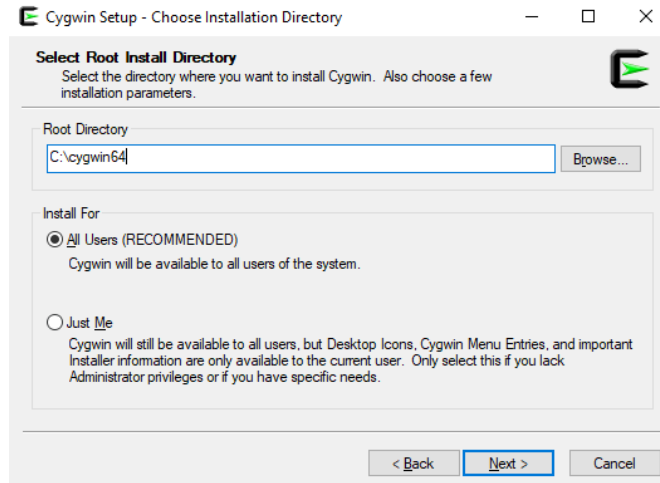 Cygwin Setup - Choose Installation Directory
Select Root Install Directory
Select the directory where you want to install Cygwin. Also choose a few
installation parameters.
Root Directory
C:\cygwin64
Browse...
Install For
All Users (RECOMMENDED)
Cygwin will be available to all users of the system.
Just Me
Cygwin will still be available to all users, but Desktop Icons, Cygwin Menu Entries, and important
Installer information are only available to the current user. Only select this if you lack
Administrator privileges or if you have specific needs.
< Back
Next >
Cancel